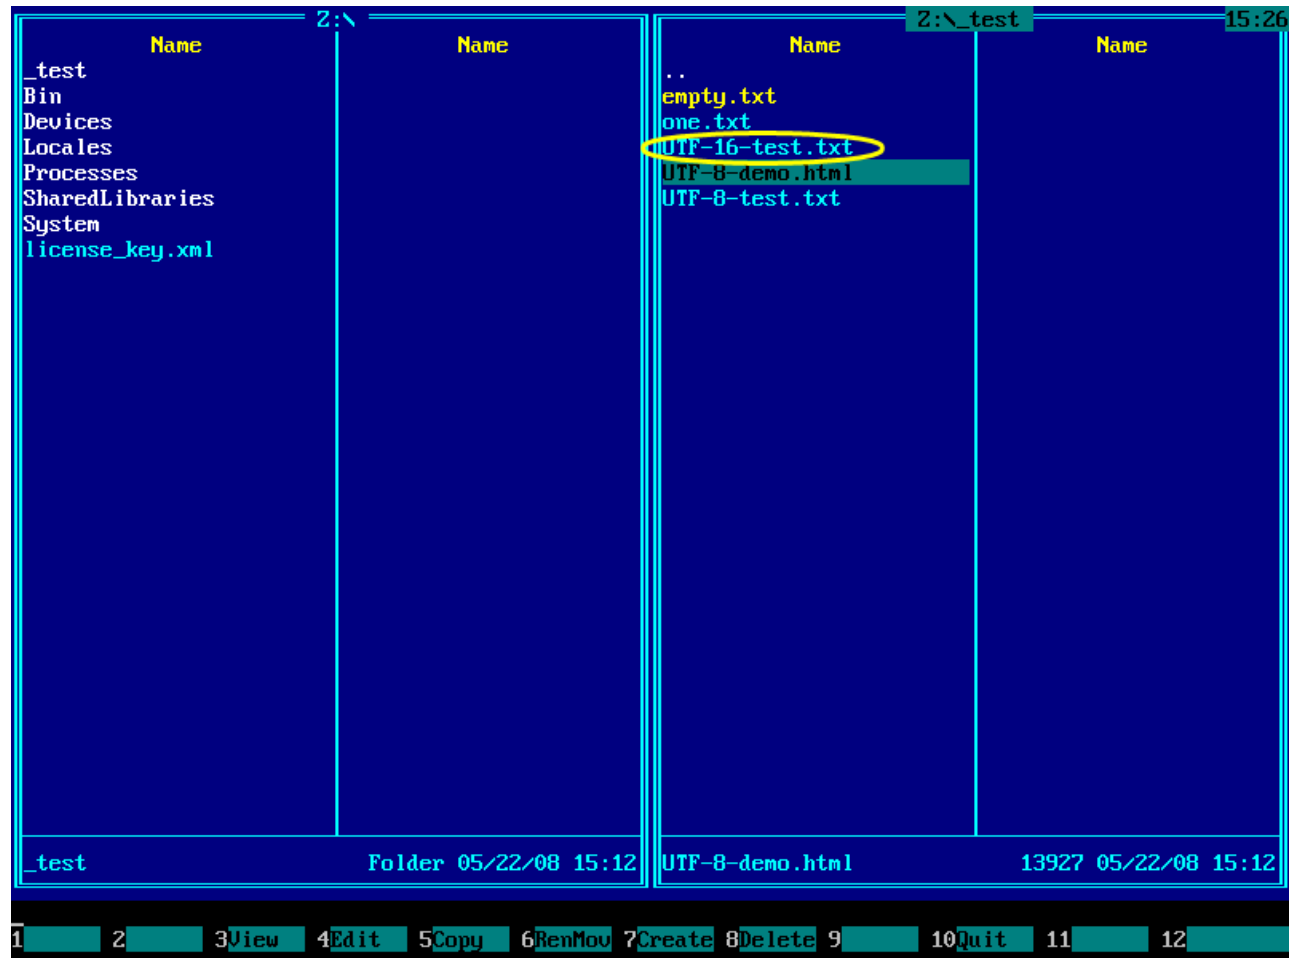 Z:\
Name Name
_test
Bin
Devices
Locales
Processes
SharedLibraries
System
license_key.xml
_test Folder 05/22/08 15:12
Z:\_test 15:26
Name Name
..
empty.txt
one.txt
UTF-16-test.txt
UTF-8-demo.html
UTF-8-test.txt
UTF-8-demo.html 13927 05/22/08 15:12
1 2 3View 4Edit 5Copy 6RenMov 7Create 8Delete 9 10Quit 11 12